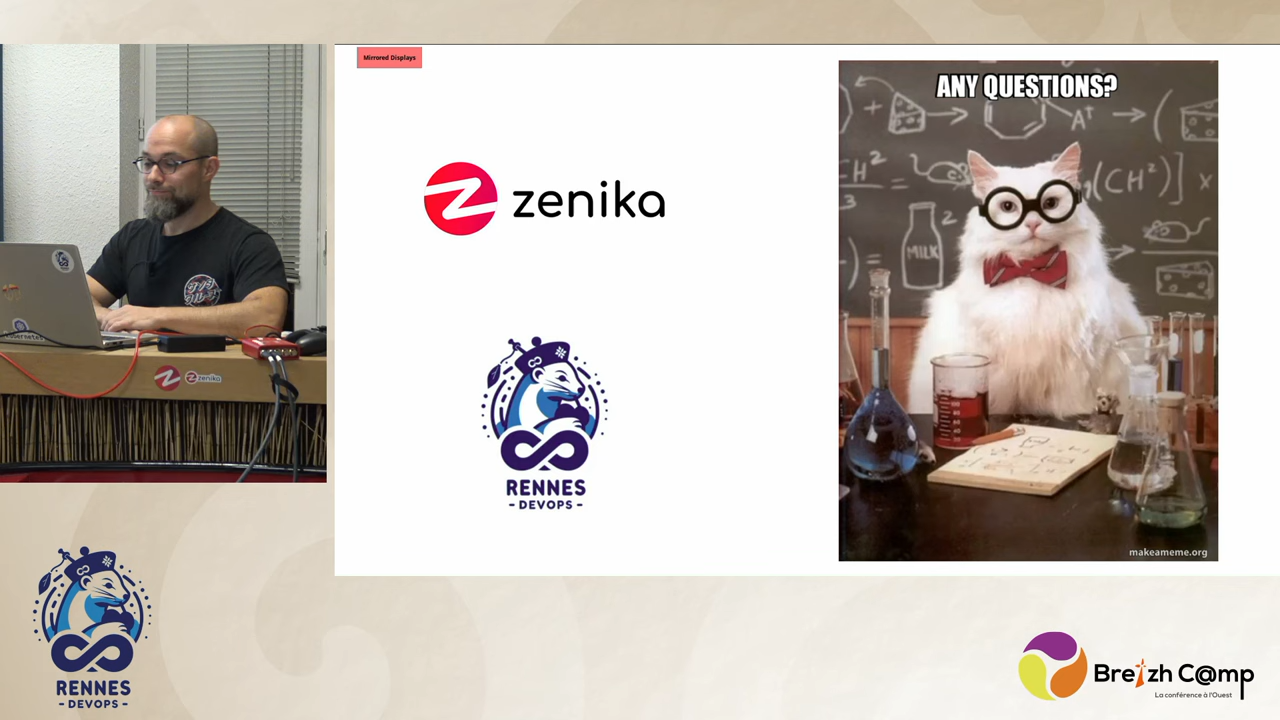 Mirrored Displays
ANY QUESTIONS?
zenika
MILK
RENNES
- DEVOPS -
makeameme.org
zenika
RENNES
- DEVOPS -
Breizh C@mp
La conférence à l'Ouest